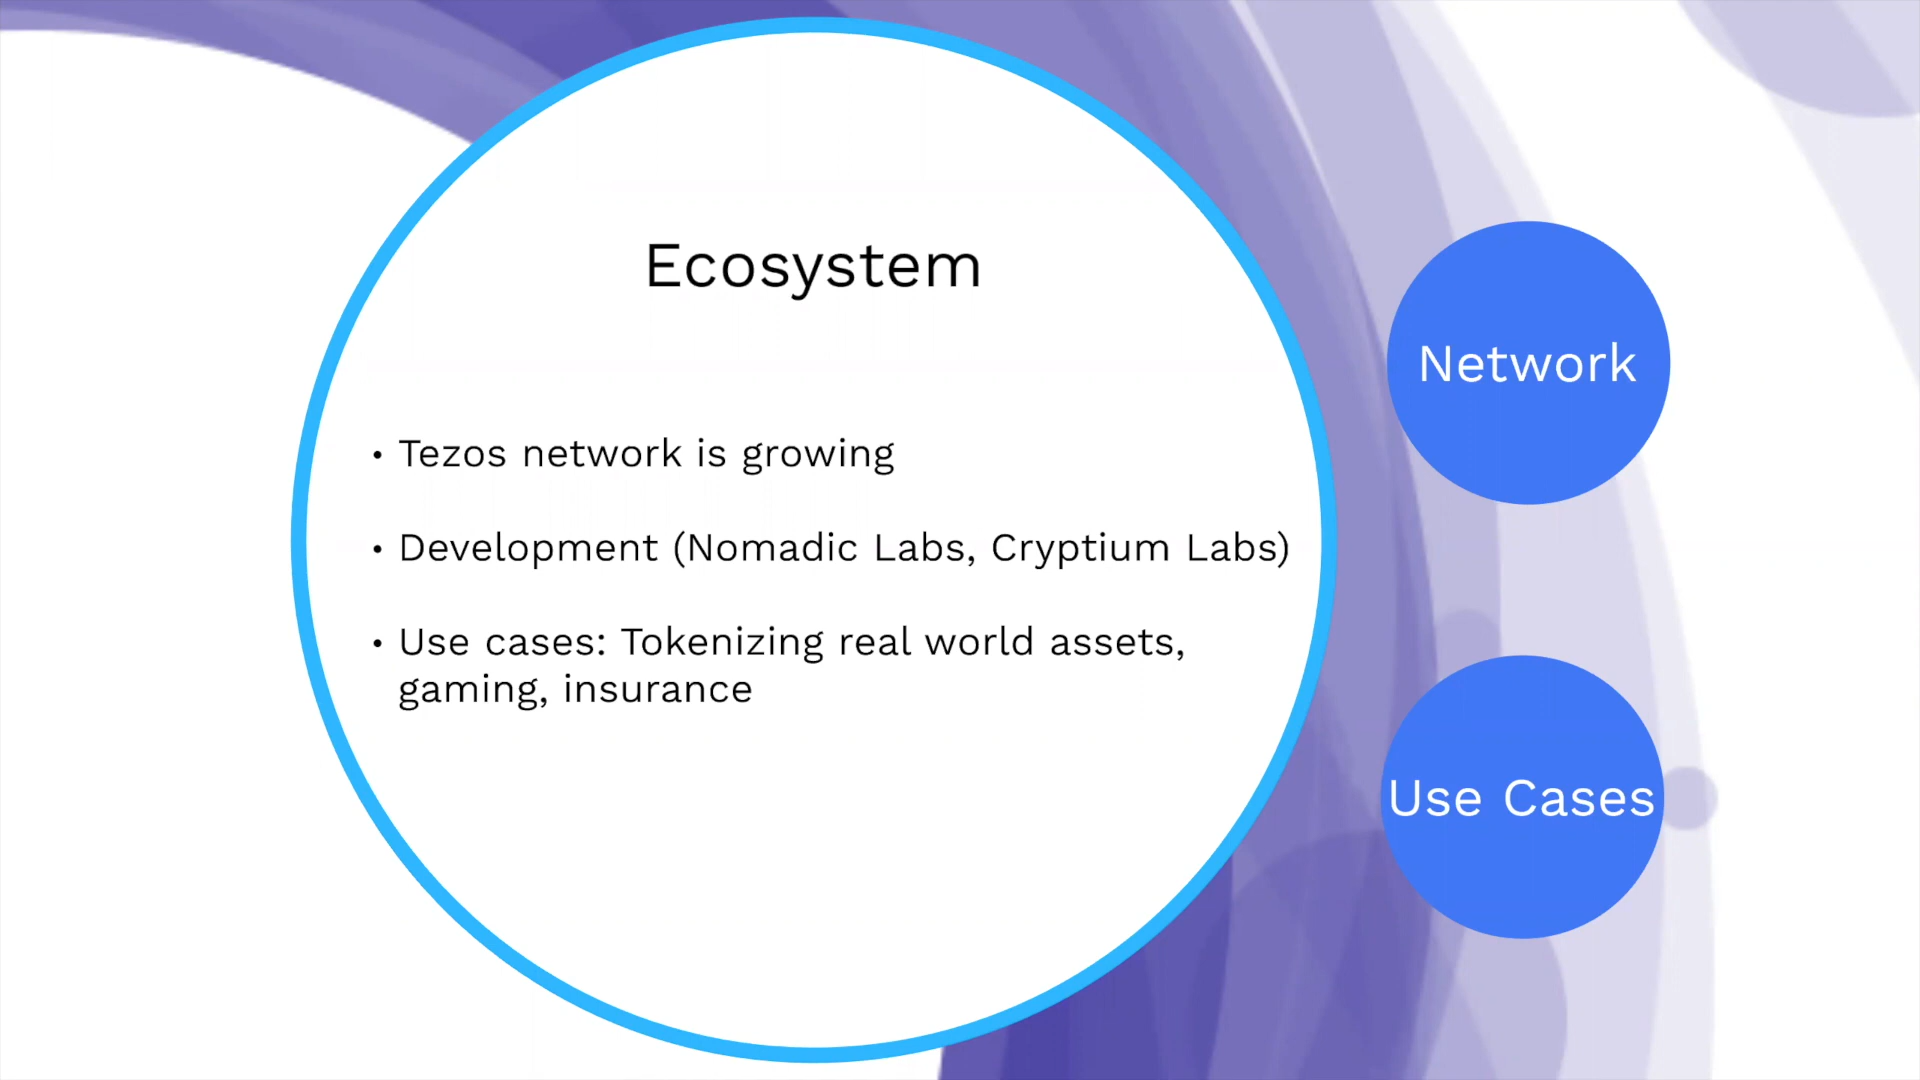 Ecosystem
• Tezos network is growing
• Development (Nomadic Labs, Cryptium Labs)
• Use cases: Tokenizing real world assets,
gaming, insurance
Network
Use Cases